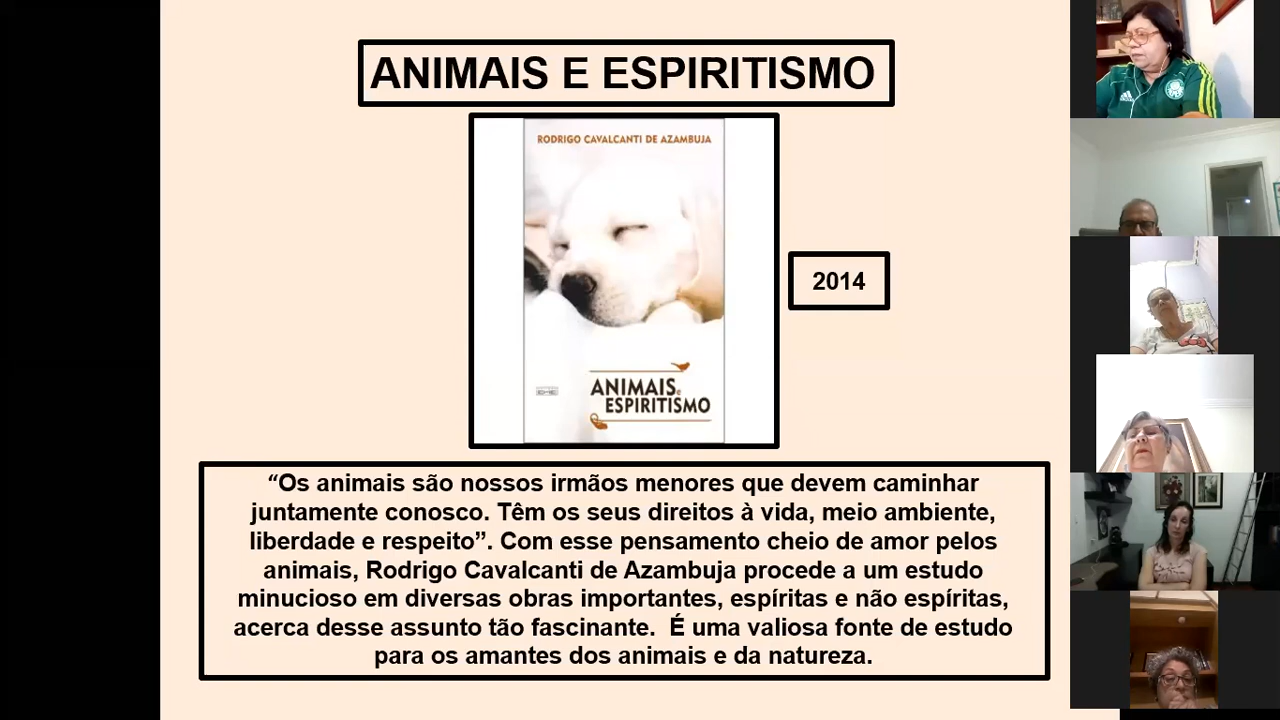 ANIMAIS E ESPIRITISMO
RODRIGO CAVALCANTI DE AZAMBUJA
2014
ANIMAIS e
ESPIRITISMO
“Os animais são nossos irmãos menores que devem caminhar
juntamente conosco. Têm os seus direitos à vida, meio ambiente,
liberdade e respeito”. Com esse pensamento cheio de amor pelos
animais, Rodrigo Cavalcanti de Azambuja procede a um estudo
minucioso em diversas obras importantes, espíritas e não espíritas,
acerca desse assunto tão fascinante.  É uma valiosa fonte de estudo
para os amantes dos animais e da natureza.